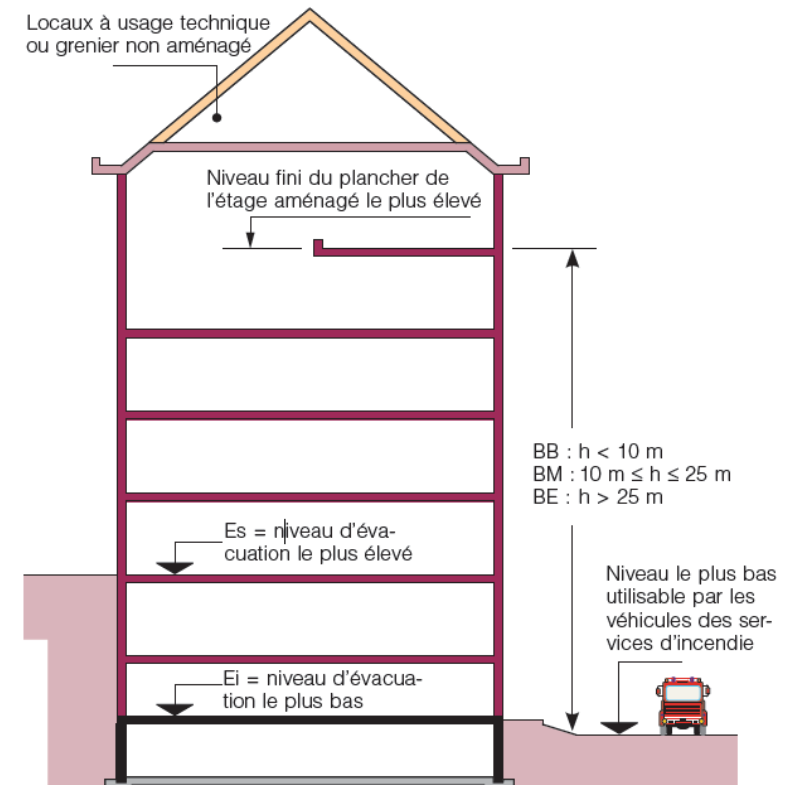 Locaux à usage technique
ou grenier non aménagé
Niveau fini du plancher de
l'étage aménagé le plus élevé
BB : h < 10 m
BM : 10 m ≤ h ≤ 25 m
BE : h > 25 m
Es = niveau d'éva-
cuation le plus élevé
Niveau le plus bas
utilisable par les
véhicules des ser-
vices d'incendie
Ei = niveau d'évacua-
tion le plus bas